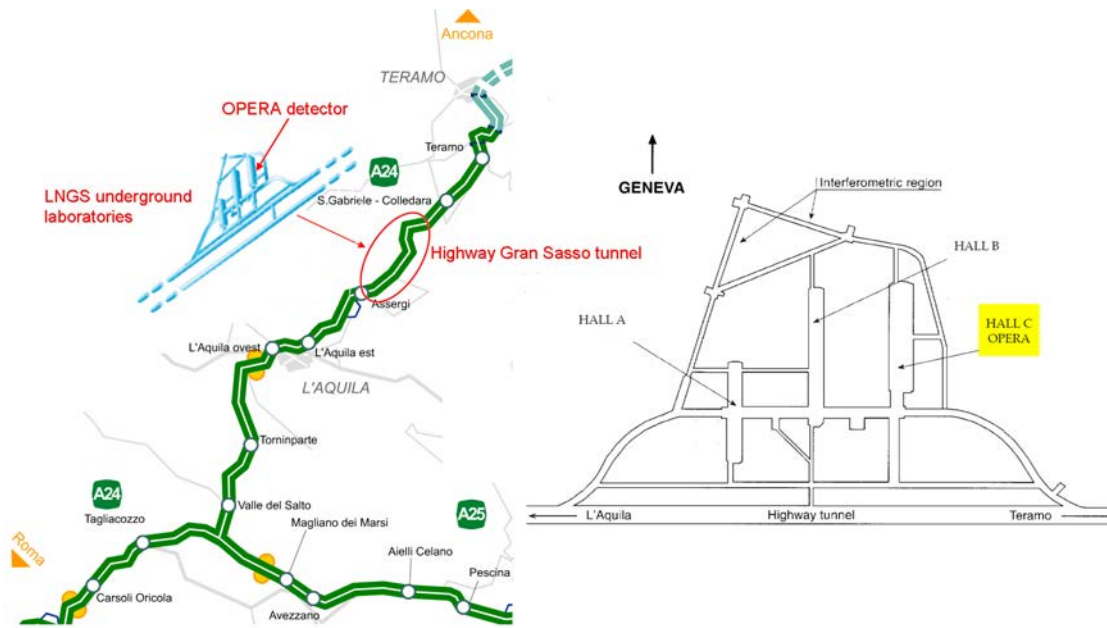 Ancona
TERAMO
OPERA detector
Teramo
A24
LNGS underground
laboratories
S.Gabriele - Colledara
Highway Gran Sasso tunnel
Assergi
L'Aquila ovest
L'Aquila est
L'AQUILA
Torninparte
A24
Valle del Salto
A25
Tagliacozzo
Magliano dei Marsi
Roma
Aielli Celano
Pescina
Carsoli Oricola
Avezzano
GENEVA
Interferometric region
HALL B
HALL A
HALL C
OPERA
L'Aquila
Highway tunnel
Teramo